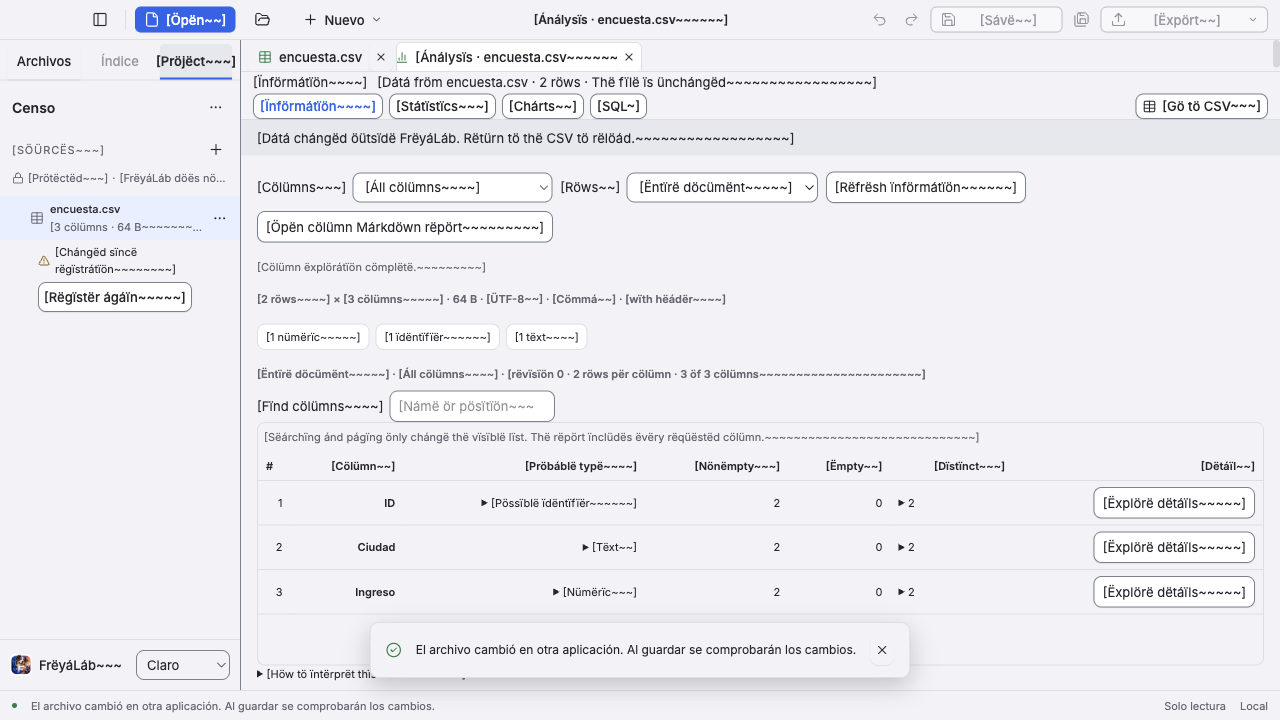 [Öpën~~]
Nuevo
[Ánálysïs · encuesta.csv~~~~~~]
[Sávë~~]
[Ëxpört~~]
Archivos
Índice
[Pröjëct~~~]
encuesta.csv
[Ánálysïs · encuesta.csv~~~~~~
[Ïnförmátïön~~~~] [Dátá fröm encuesta.csv · 2 röws · Thë fïlë ïs ünchángëd~~~~~~~~~~~~~~~~]
[Ïnförmátïön~~~~]
[Státïstïcs~~~]
[Chárts~~]
[SQL~]
[Gö tö CSV~~~]
Censo
[SÖÜRCËS~~~]
[Prötëctëd~~~] · [FrëyáLáb döës nö...
encuesta.csv
[3 cölümns · 64 B~~~~~~~...
[Chángëd sïncë
rëgïstrátïön~~~~~~~~]
[Rëgïstër ágáïn~~~~~]
[Dátá chángëd öütsïdë FrëyáLáb. Rëtürn tö thë CSV tö rëlöád.~~~~~~~~~~~~~~~~~~]
[Cölümns~~~]
[Áll cölümns~~~~]
[Röws~~]
[Ëntïrë döcümënt~~~~~]
[Rëfrësh ïnförmátïön~~~~~~]
[Öpën cölümn Márkdöwn rëpört~~~~~~~~~]
[Cölümn ëxplörátïön cömplëtë.~~~~~~~~~]
[2 röws~~~~] × [3 cölümns~~~~~] · 64 B · [ÜTF-8~~] · [Cömmá~~] · [wïth hëádër~~~~]
[1 nümërïc~~~~~]
[1 ïdëntïfïër~~~~~~]
[1 tëxt~~~~]
[Ëntïrë döcümënt~~~~~] · [Áll cölümns~~~~] · [rëvïsïön 0 · 2 röws për cölümn · 3 öf 3 cölümns~~~~~~~~~~~~~~~~~~~~~~]
[Fïnd cölümns~~~~]
[Námë ör pösïtïön~~~
[Sëárchïng ánd págïng önly chángë thë vïsïblë lïst. Thë rëpört ïnclüdës ëvëry rëqüëstëd cölümn.~~~~~~~~~~~~~~~~~~~~~~~~~~~~]
# [Cölümn~~] [Pröbáblë typë~~~~] [Nönëmpty~~~] [Ëmpty~~] [Dïstïnct~~~] [Dëtáïl~~]
1 ID [Pössïblë ïdëntïfïër~~~~~~] 2 0 2 [Ëxplörë dëtáïls~~~~~]
2 Ciudad [Tëxt~~] 2 0 2 [Ëxplörë dëtáïls~~~~~]
3 Ingreso [Nümërïc~~~] 2 0 2 [Ëxplörë dëtáïls~~~~~]
El archivo cambió en otra aplicación. Al guardar se comprobarán los cambios.
[Höw tö ïntërprët
FrëyáLáb~~~
Claro
El archivo cambió en otra aplicación. Al guardar se comprobarán los cambios.
Solo lectura
Local